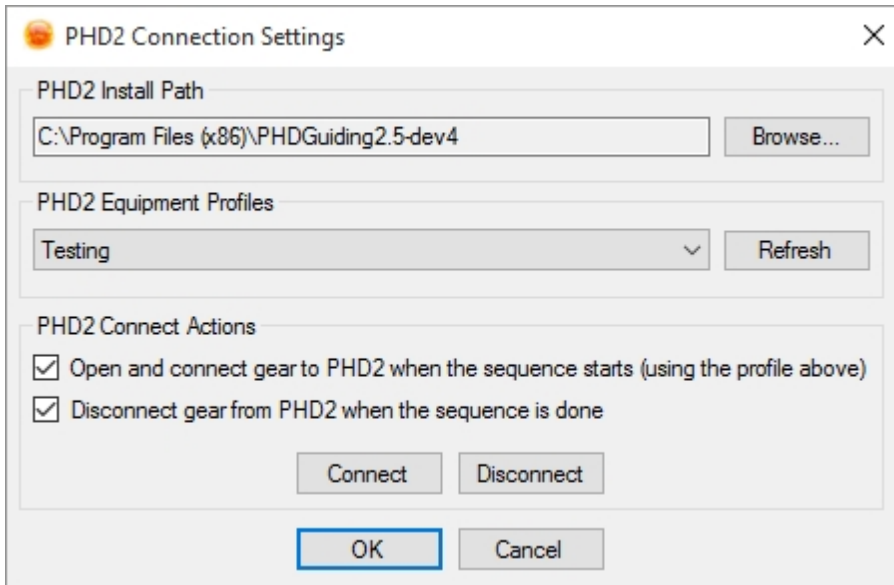 PHD2 Connection Settings
PHD2 Install Path
C:\Program Files (x86)\PHDGuiding2.5-dev4
Browse...
PHD2 Equipment Profiles
Testing
Refresh
PHD2 Connect Actions
Open and connect gear to PHD2 when the sequence starts (using the profile above)
Disconnect gear from PHD2 when the sequence is done
Connect
Disconnect
OK
Cancel